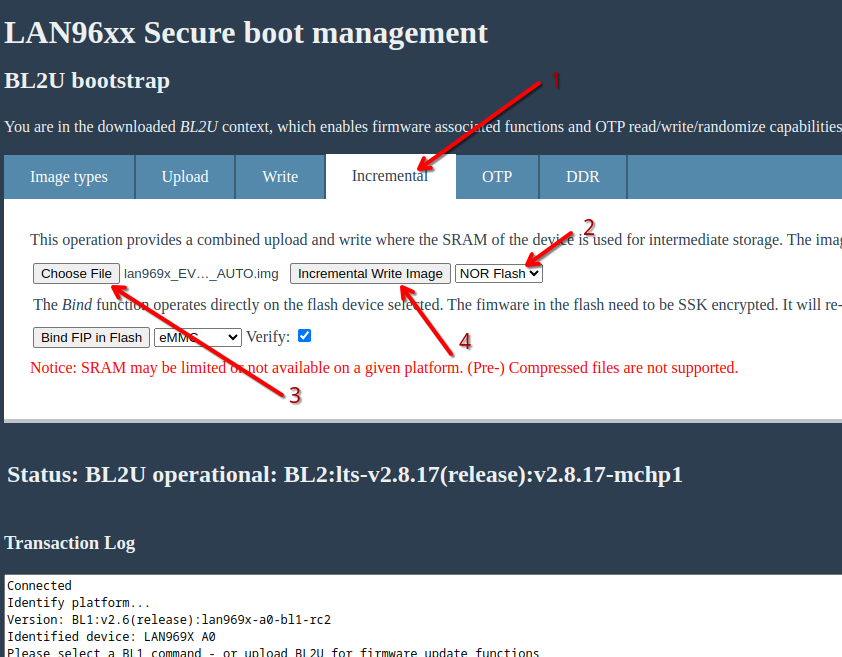 LAN96xx Secure boot management
BL2U bootstrap
1
You are in the downloaded BL2U context, which enables firmware associated functions and OTP read/write/randomize capabilities
Image types Upload Write Incremental OTP DDR
2
This operation provides a combined upload and write where the SRAM of the device is used for intermediate storage. The
Choose File lan969x_EV…_AUTO.img Incremental Write Image NOR Flash
The Bind function operates directly on the flash device selected. The fimware in the flash need to be SSK encrypted. It will re-
Bind FIP in Flash eMMC Verify:
4
Notice: SRAM may be limited or not available on a given platform. (Pre-) Compressed files are not supported.
3
Status: BL2U operational: BL2:lts-v2.8.17(release):v2.8.17-mchp1
Transaction Log
Connected
Identify platform...
Version: BL1:v2.6(release):lan969x-a0-bl1-rc2
Identified device: LAN969X A0
Please select a BL1 command - or upload BL2U for firmware update functions